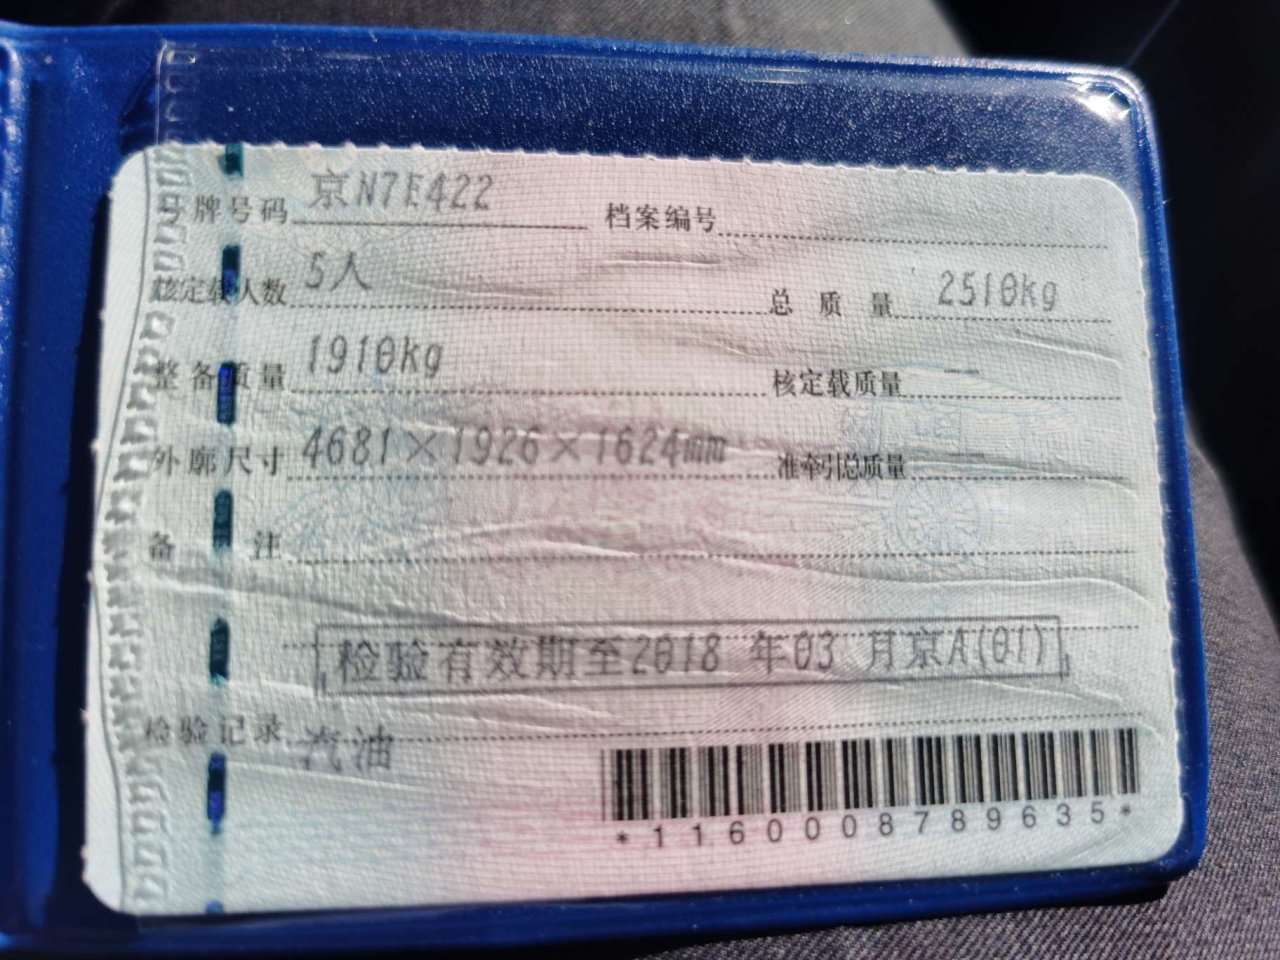 号牌号码 京N7E422 档案编号
核定载人数 5人 总质量 2510kg
整备质量 1910kg 核定载质量 --
外廓尺寸 4681×1926×1624mm 准牵引总质量 --
备注
检验有效期至2018 年03 月京A(01)
检验记录 汽油
*1160008789635*